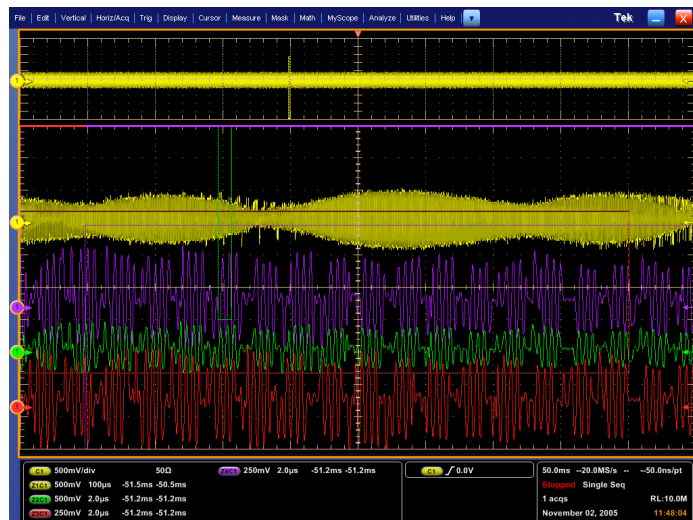 File | Edit | Vertical | Horiz/Acq | Trig | Display | Cursor | Measure | Mask | Math | MyScope | Analyze | Utilities | Help Tek X
1
1
C1 500mV/div 50Ω
Z1C1 500mV 100µs -51.5ms -50.5ms
Z2C1 500mV 2.0µs -51.2ms -51.2ms
Z3C1 250mV 2.0µs -51.2ms -51.2ms
Z4C1 250mV 2.0µs -51.2ms -51.2ms
C1 0.0V
50.0ms --20.0MS/s -- --50.0ns/pt
Stopped Single Seq
1 acqs RL:10.0M
November 02, 2005 11:48:04